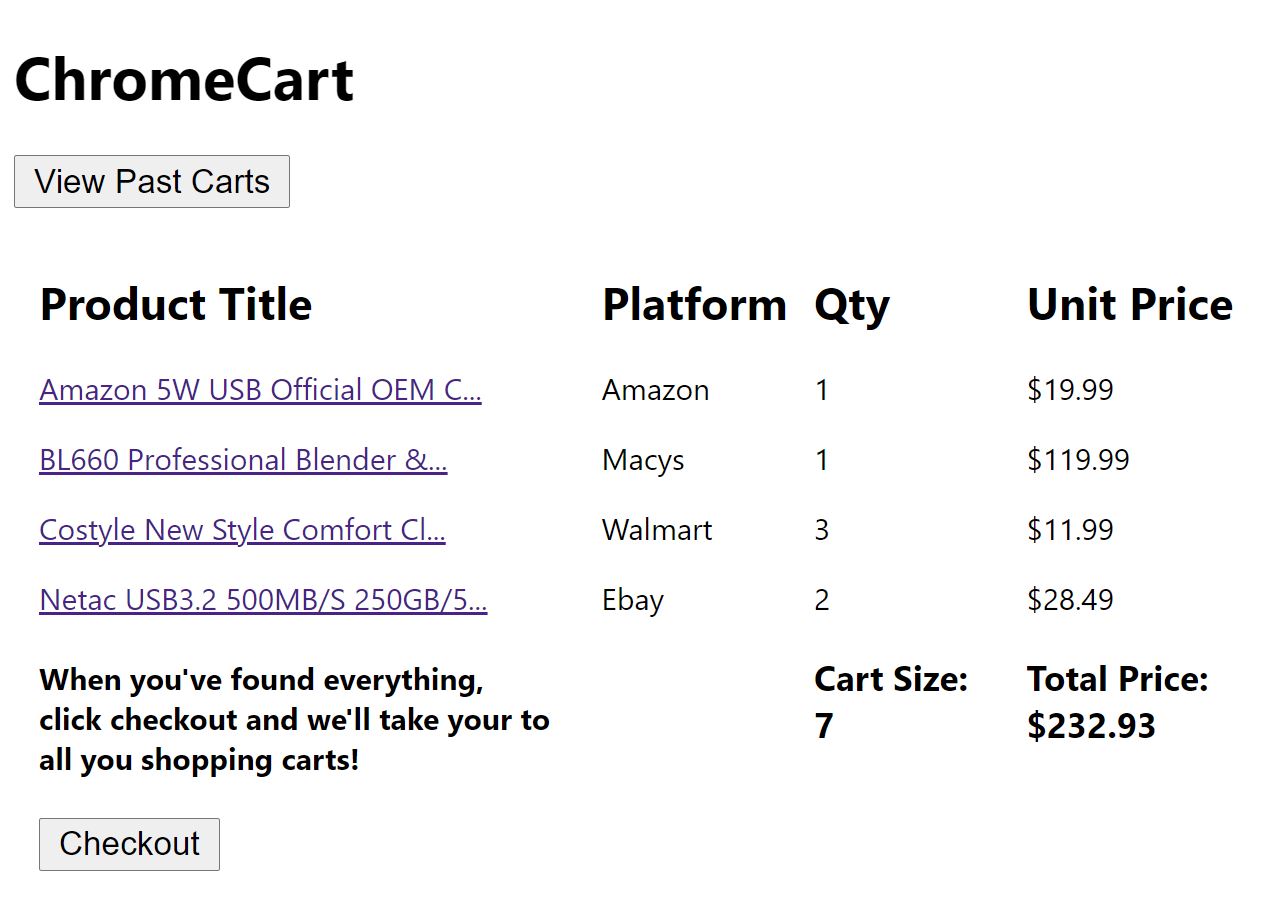 ChromeCart
View Past Carts
Product Title Platform Qty Unit Price
Amazon 5W USB Official OEM C... Amazon 1 $19.99
BL660 Professional Blender &... Macys 1 $119.99
Costyle New Style Comfort Cl... Walmart 3 $11.99
Netac USB3.2 500MB/S 250GB/5... Ebay 2 $28.49
When you've found everything,
click checkout and we'll take your to
all you shopping carts!
Cart Size:
7
Total Price:
$232.93
Checkout